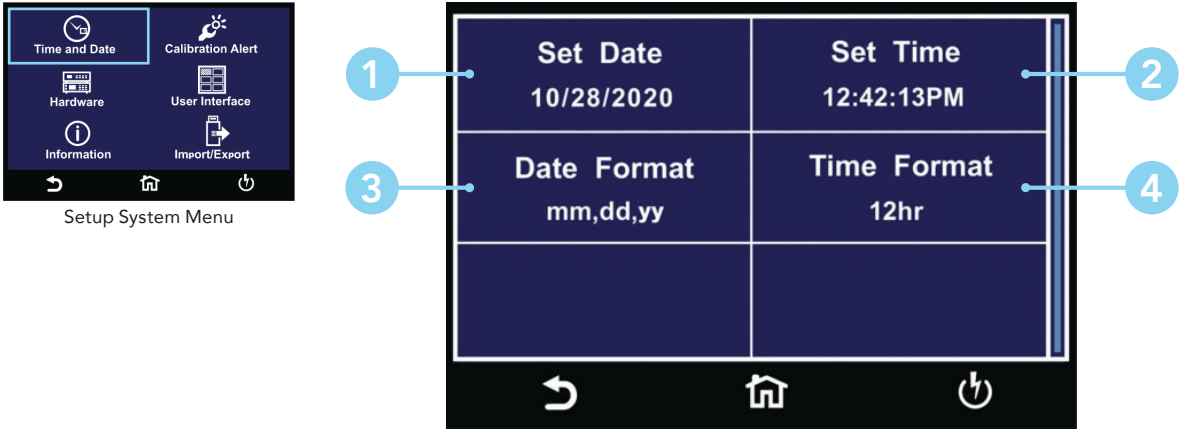 Time and Date
Calibration Alert
Hardware
User Interface
Information
Import/Export
Setup System Menu
1
Set Date
10/28/2020
Set Time
12:42:13PM
2
3
Date Format
mm,dd,yy
Time Format
12hr
4